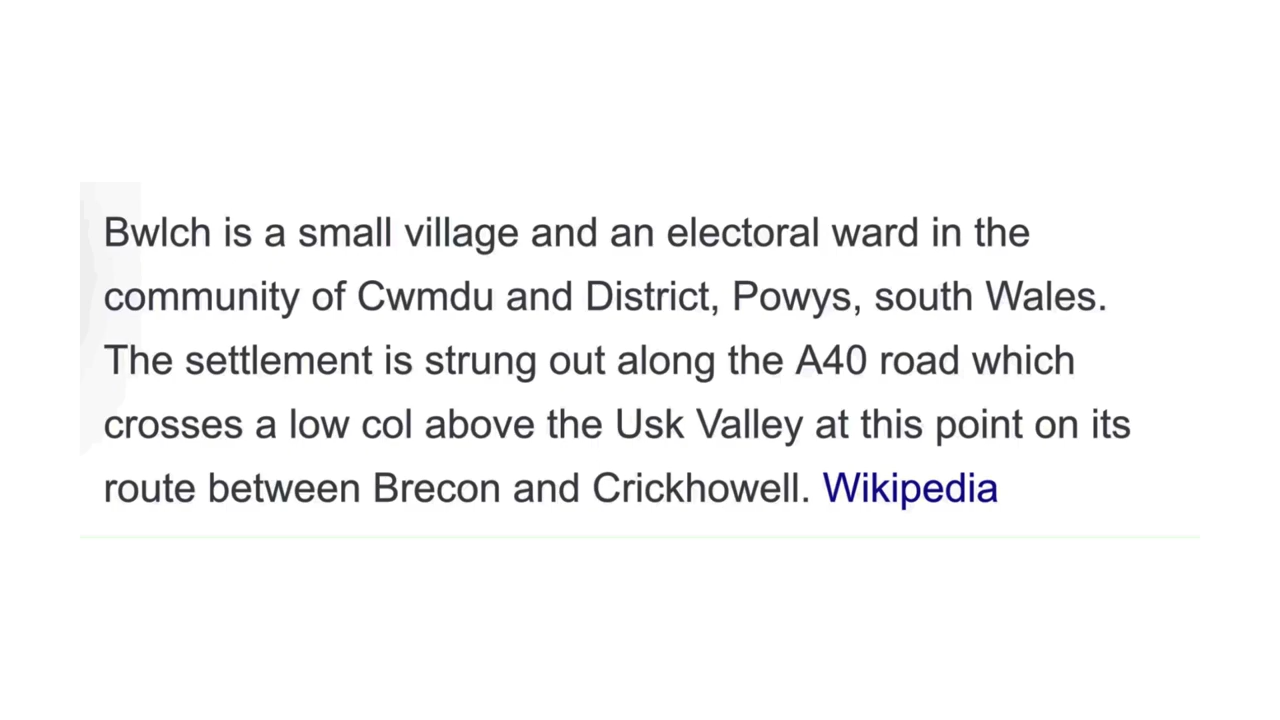 Bwlch is a small village and an electoral ward in the
community of Cwmdu and District, Powys, south Wales.
The settlement is strung out along the A40 road which
crosses a low col above the Usk Valley at this point on its
route between Brecon and Crickhowell. Wikipedia